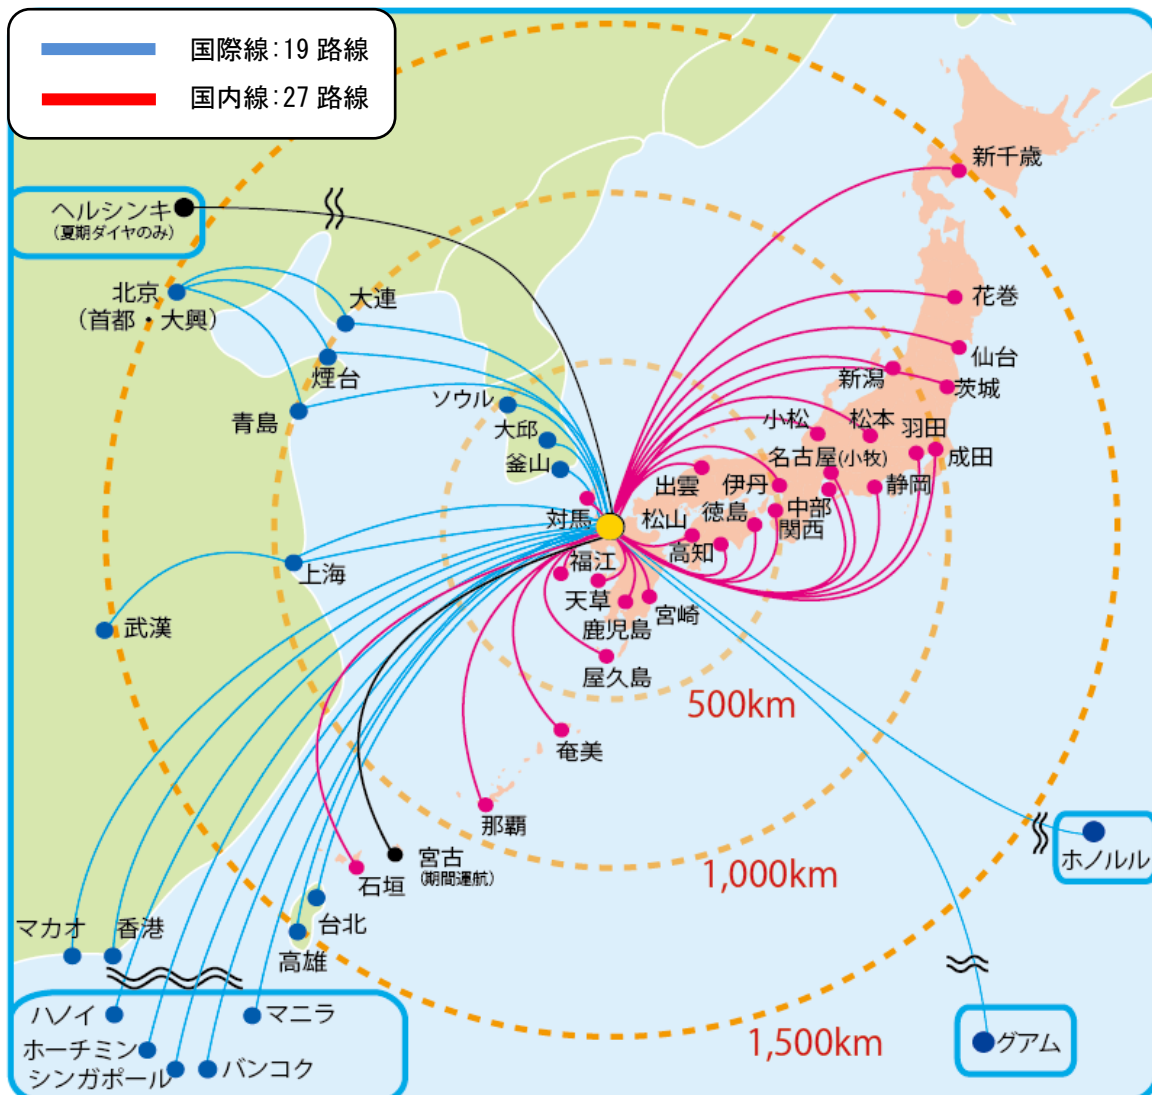 国際線：19 路線
国内線：27 路線
新千歳
ヘルシンキ
（夏期ダイヤのみ）
北京
（首都・大興）
大連
花巻
煙台
仙台
新潟
茨城
ソウル
青島
小松
松本
羽田
大邱
名古屋(小牧)
成田
釜山
出雲
伊丹
静岡
対馬
松山
徳島
中部
関西
高知
福江
上海
天草
宮崎
武漢
鹿児島
屋久島
500km
奄美
那覇
ホノルル
宮古
（期間運航）
石垣
1,000km
マカオ
香港
台北
高雄
ハノイ
マニラ
ホーチミン
シンガポール
バンコク
1,500km
グアム